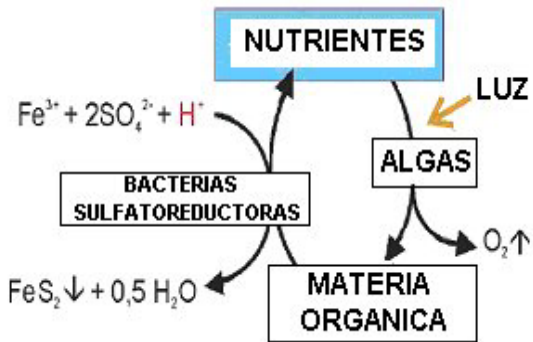 NUTRIENTES
LUZ
Fe³⁺ + 2SO₄²⁻ + H⁺
ALGAS
BACTERIAS
SULFATOREDUCTORAS
O₂↑
FeS₂↓ + 0,5 H₂O
MATERIA
ORGANICA